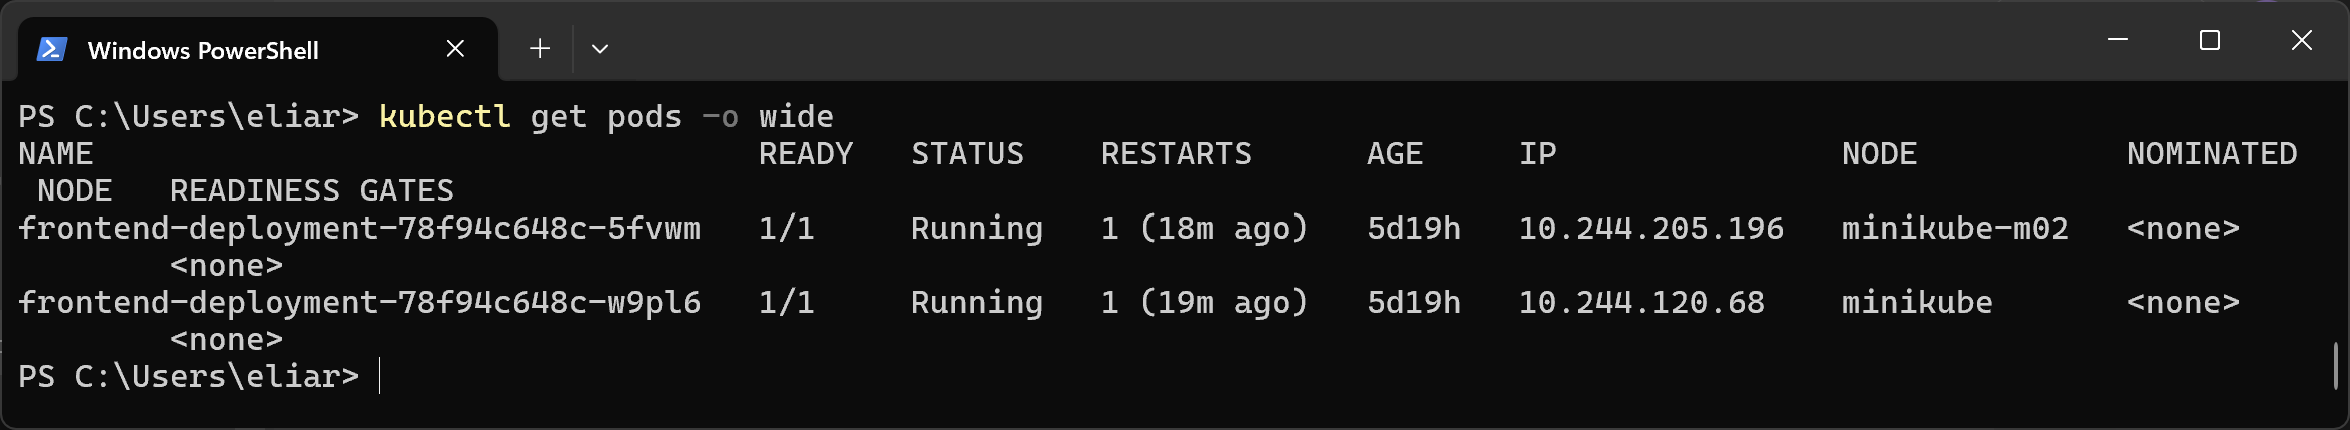 Windows PowerShell
PS C:\Users\eliar> kubectl get pods -o wide
NAME                                   READY   STATUS    RESTARTS      AGE     IP               NODE           NOMINATED
 NODE   READINESS GATES
frontend-deployment-78f94c648c-5fvwm   1/1     Running   1 (18m ago)   5d19h   10.244.205.196   minikube-m02   <none>
        <none>
frontend-deployment-78f94c648c-w9pl6   1/1     Running   1 (19m ago)   5d19h   10.244.120.68    minikube       <none>
        <none>
PS C:\Users\eliar>